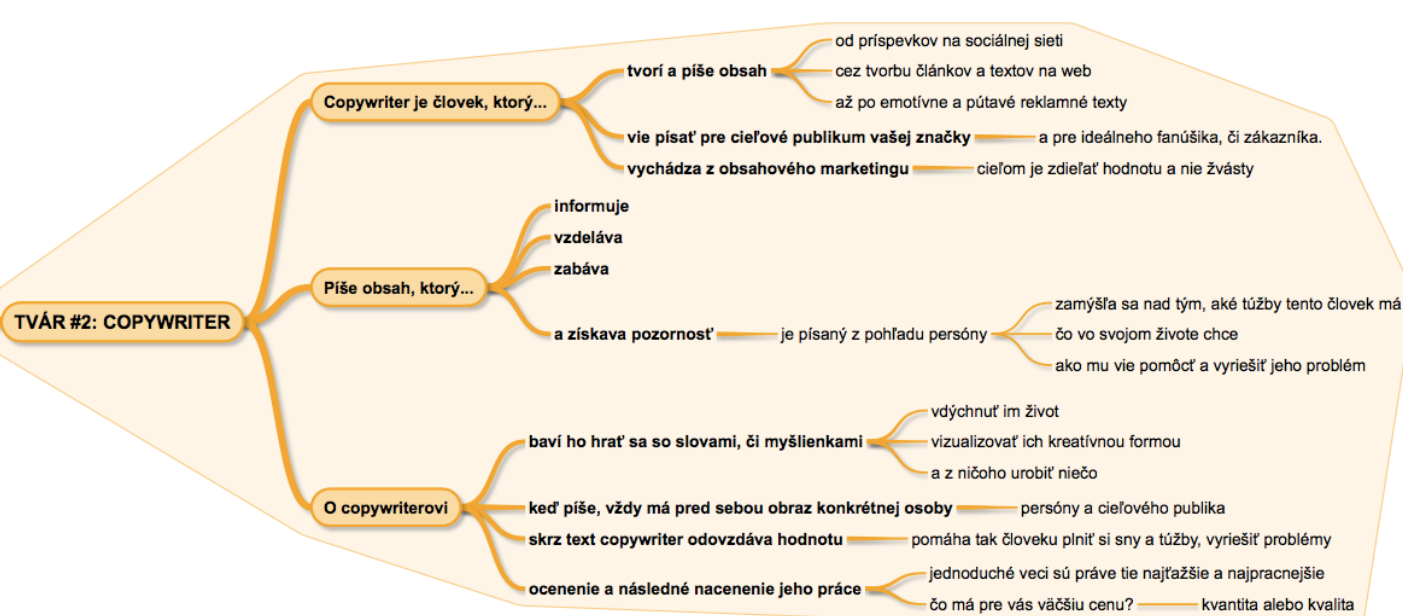 TVÁR #2: COPYWRITER
Copywriter je človek, ktorý...
tvorí a píše obsah
od príspevkov na sociálnej sieti
cez tvorbu článkov a textov na web
až po emotívne a pútavé reklamné texty
vie písať pre cieľové publikum vašej značky
a pre ideálneho fanúšika, či zákazníka.
vychádza z obsahového marketingu
cieľom je zdieľať hodnotu a nie žvásty
Píše obsah, ktorý...
informuje
vzdeláva
zabáva
a získava pozornosť
je písaný z pohľadu persóny
zamýšľa sa nad tým, aké túžby tento človek má
čo vo svojom živote chce
ako mu vie pomôcť a vyriešiť jeho problém
O copywriterovi
baví ho hrať sa so slovami, či myšlienkami
vdýchnuť im život
vizualizovať ich kreatívnou formou
a z ničoho urobiť niečo
keď píše, vždy má pred sebou obraz konkrétnej osoby
persóny a cieľového publika
skrz text copywriter odovzdáva hodnotu
pomáha tak človeku plniť si sny a túžby, vyriešiť problémy
ocenenie a následné nacenenie jeho práce
jednoduché veci sú práve tie najťažšie a najpracnejšie
čo má pre vás väčšiu cenu?
kvantita alebo kvalita